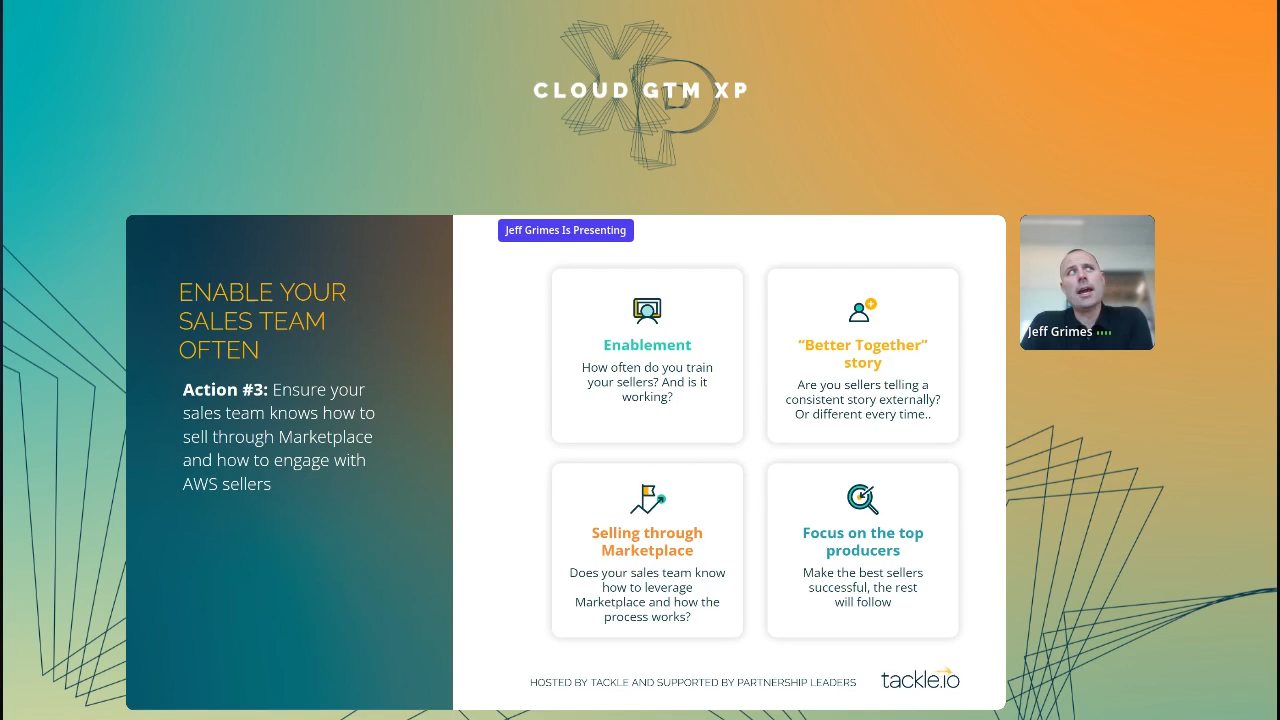 CLOUD GTM XP
Jeff Grimes Is Presenting
ENABLE YOUR
SALES TEAM
OFTEN
Action #3: Ensure your
sales team knows how to
sell through Marketplace
and how to engage with
AWS sellers
Enablement
How often do you train
your sellers? And is it
working?
“Better Together”
story
Are you sellers telling a
consistent story externally?
Or different every time..
Selling through
Marketplace
Does your sales team know
how to leverage
Marketplace and how the
process works?
Focus on the top
producers
Make the best sellers
successful, the rest
will follow
HOSTED BY TACKLE AND SUPPORTED BY PARTNERSHIP LEADERS
tackle.io
Jeff Grimes